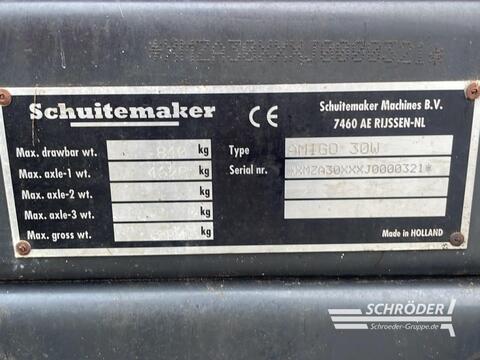 *XMZA30XXXJ0000321*
Schuitemaker
CE
Schuitemaker Machines B.V.
7460 AE RIJSSEN-NL
Max. drawbar wt. kg
Type AMIGO 30W
Max. axle-1 wt. kg
Serial nr. *XMZA30XXXJ0000321*
Max. axle-2 wt. kg
Max. axle-3 wt. kg
Max. gross wt. kg
Made in HOLLAND
SCHRÖDER
Schroeder-Gruppe.de